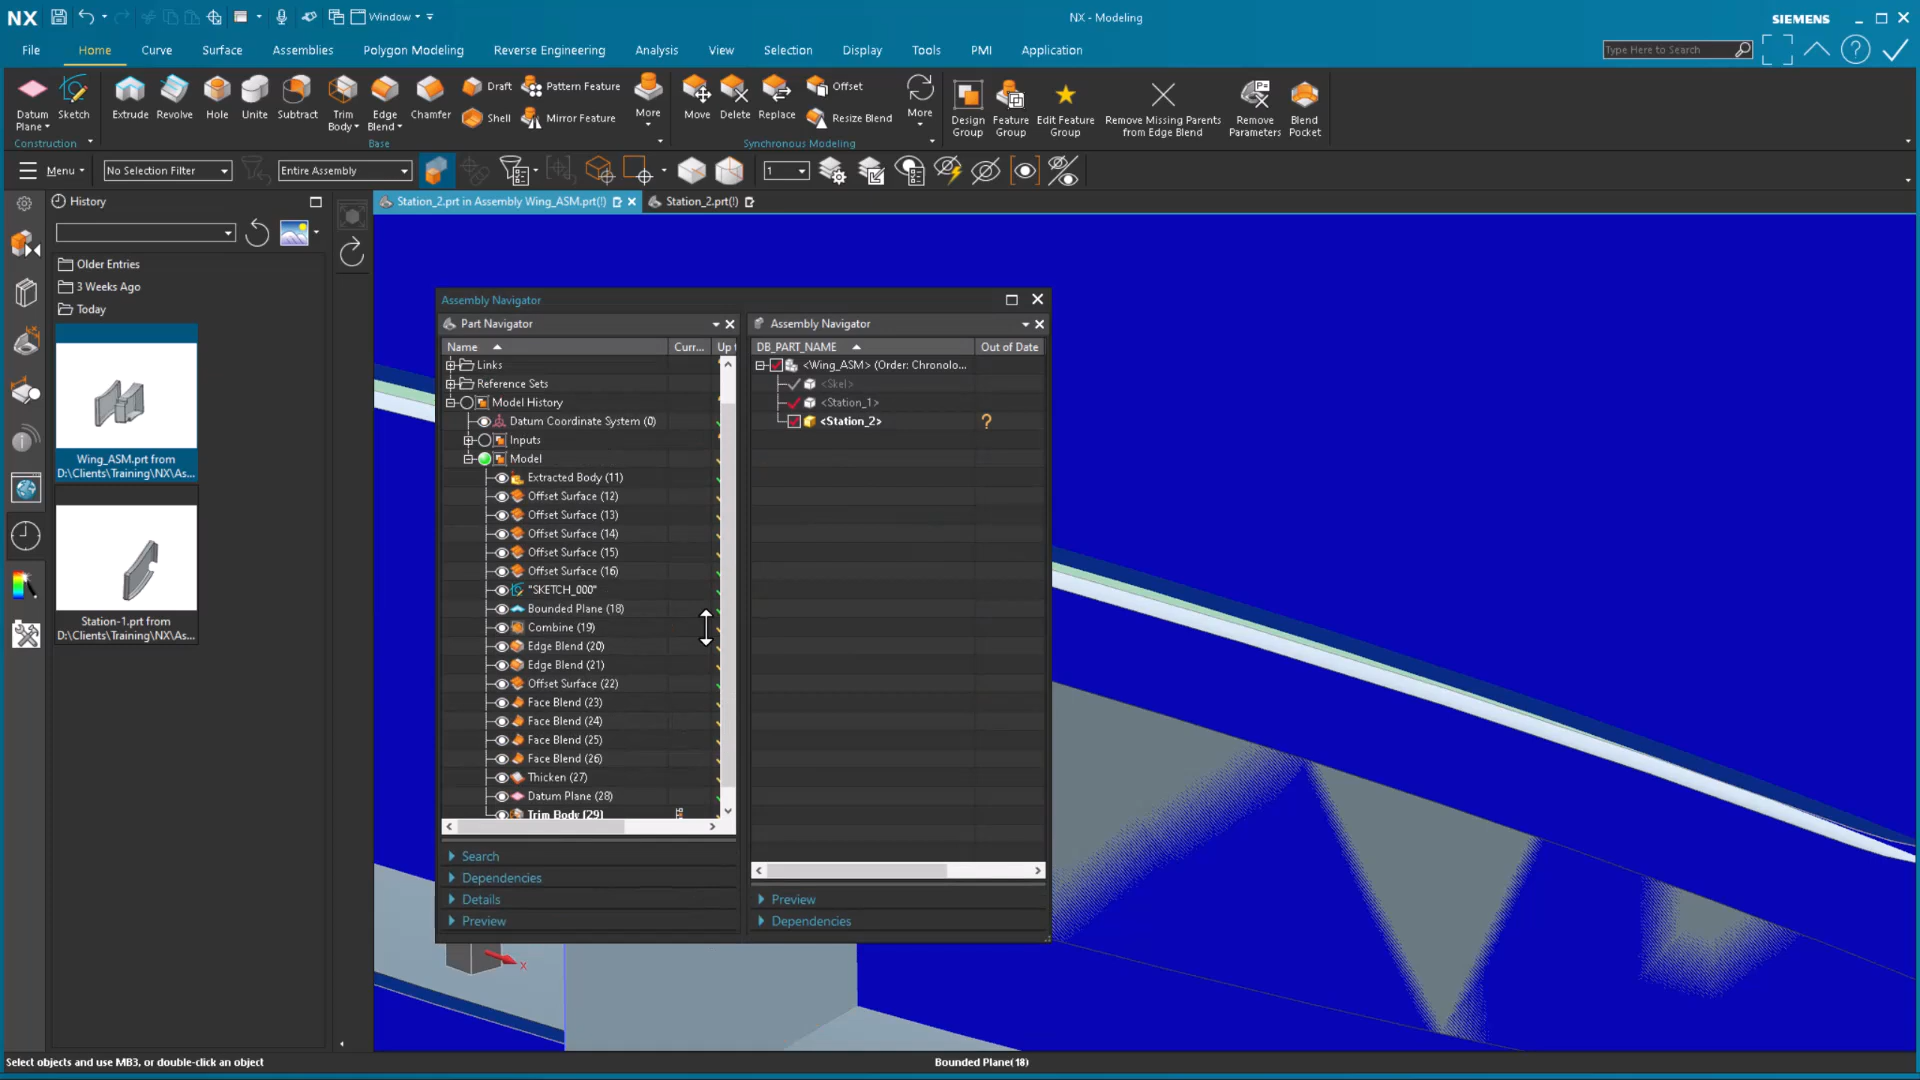 NX
Window
NX - Modeling
SIEMENS
File
Home
Curve
Surface
Assemblies
Polygon Modeling
Reverse Engineering
Analysis
View
Selection
Display
Tools
PMI
Application
Type Here to Search
Datum Plane
Sketch
Extrude
Revolve
Hole
Unite
Subtract
Trim Body
Edge Blend
Chamfer
Draft
Shell
Pattern Feature
Mirror Feature
More
Move
Delete
Replace
Offset
Resize Blend
More
Design Group
Feature Group
Edit Feature Group
Remove Missing Parents from Edge Blend
Remove Parameters
Blend Pocket
Construction
Base
Synchronous Modeling
Menu
No Selection Filter
Entire Assembly
1
History
Station_2.prt in Assembly Wing_ASM.prt(!)
Station_2.prt(!)
Older Entries
3 Weeks Ago
Today
Wing_ASM.prt from
D:\Clients\Training\NX\As...
Station-1.prt from
D:\Clients\Training\NX\As...
Assembly Navigator
Part Navigator
Name
Curr...
Up t
Links
Reference Sets
Model History
Datum Coordinate System (0)
Inputs
Model
Extracted Body (11)
Offset Surface (12)
Offset Surface (13)
Offset Surface (14)
Offset Surface (15)
Offset Surface (16)
"SKETCH_000"
Bounded Plane (18)
Combine (19)
Edge Blend (20)
Edge Blend (21)
Offset Surface (22)
Face Blend (23)
Face Blend (24)
Face Blend (25)
Face Blend (26)
Thicken (27)
Datum Plane (28)
Trim Body [29]
Search
Dependencies
Details
Preview
Assembly Navigator
DB_PART_NAME
Out of Date
<Wing_ASM> (Order: Chronolo...
<Skel>
<Station_1>
<Station_2>
?
Preview
Dependencies
X
Select objects and use MB3, or double-click an object
Bounded Plane(18)